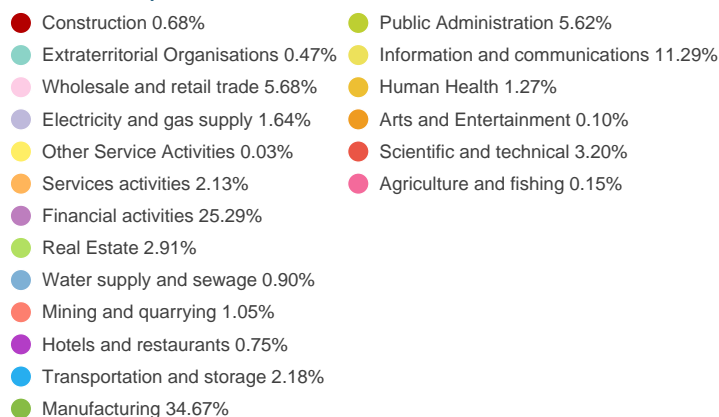 Construction 0.68%
Extraterritorial Organisations 0.47%
Wholesale and retail trade 5.68%
Electricity and gas supply 1.64%
Other Service Activities 0.03%
Services activities 2.13%
Financial activities 25.29%
Real Estate 2.91%
Water supply and sewage 0.90%
Mining and quarrying 1.05%
Hotels and restaurants 0.75%
Transportation and storage 2.18%
Manufacturing 34.67%
Public Administration 5.62%
Information and communications 11.29%
Human Health 1.27%
Arts and Entertainment 0.10%
Scientific and technical 3.20%
Agriculture and fishing 0.15%